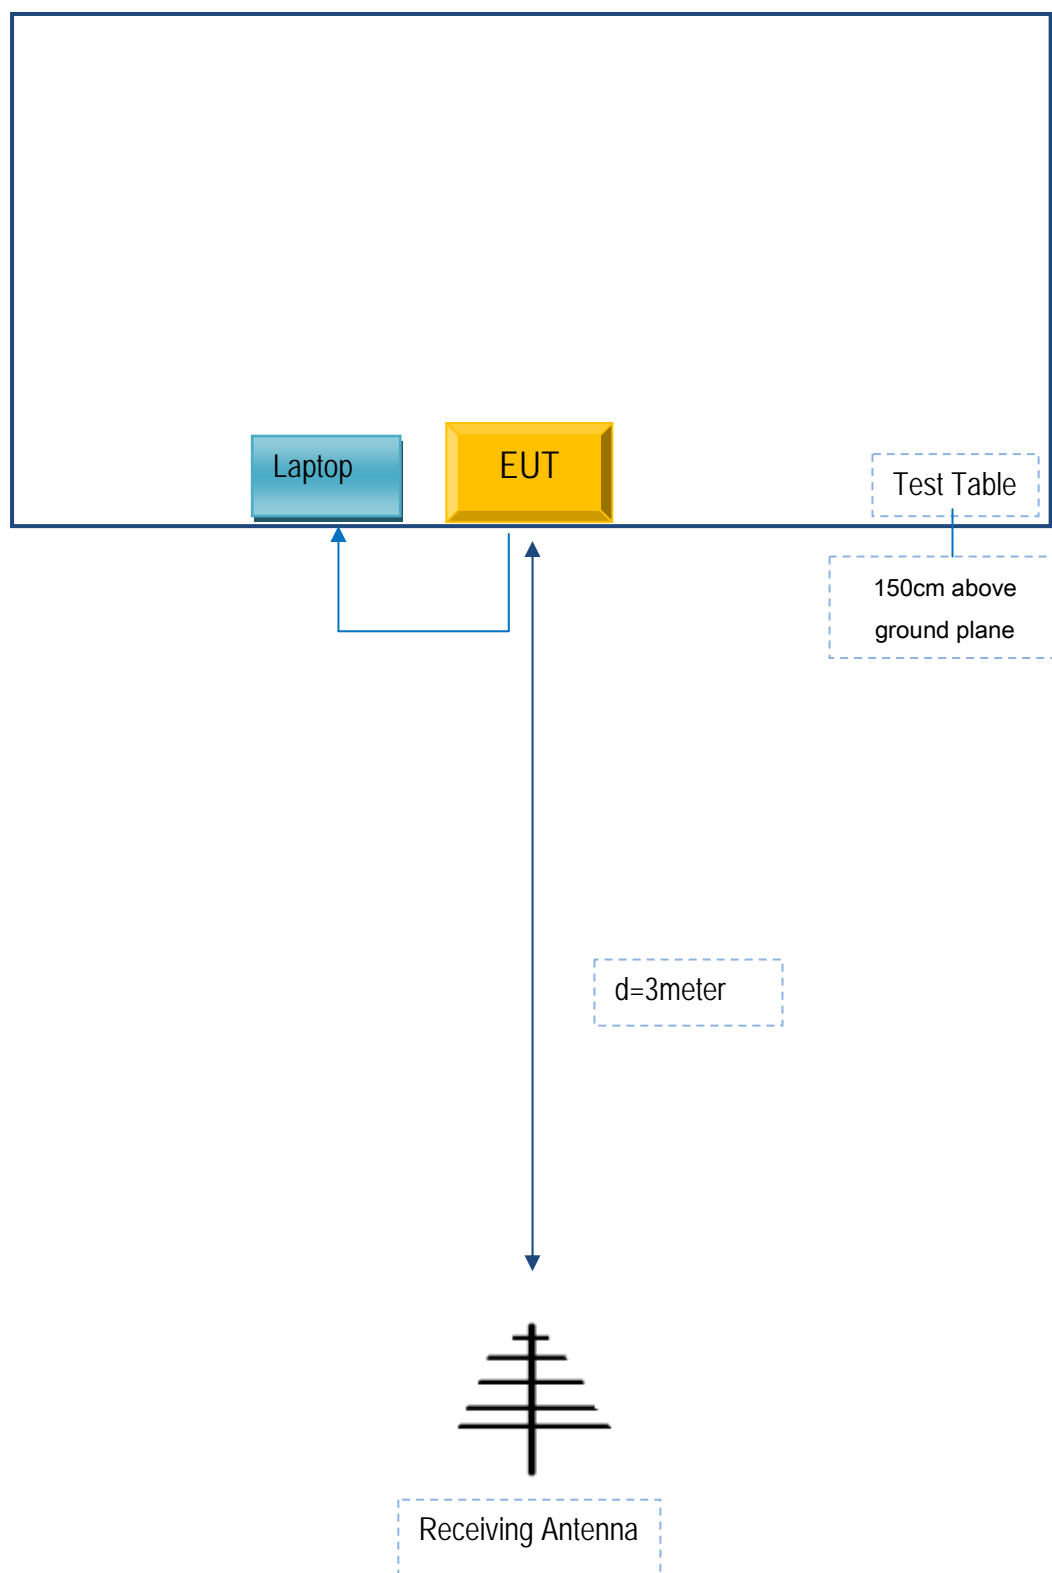 Laptop
EUT
Test Table
150cm above
ground plane
d=3meter
Receiving Antenna